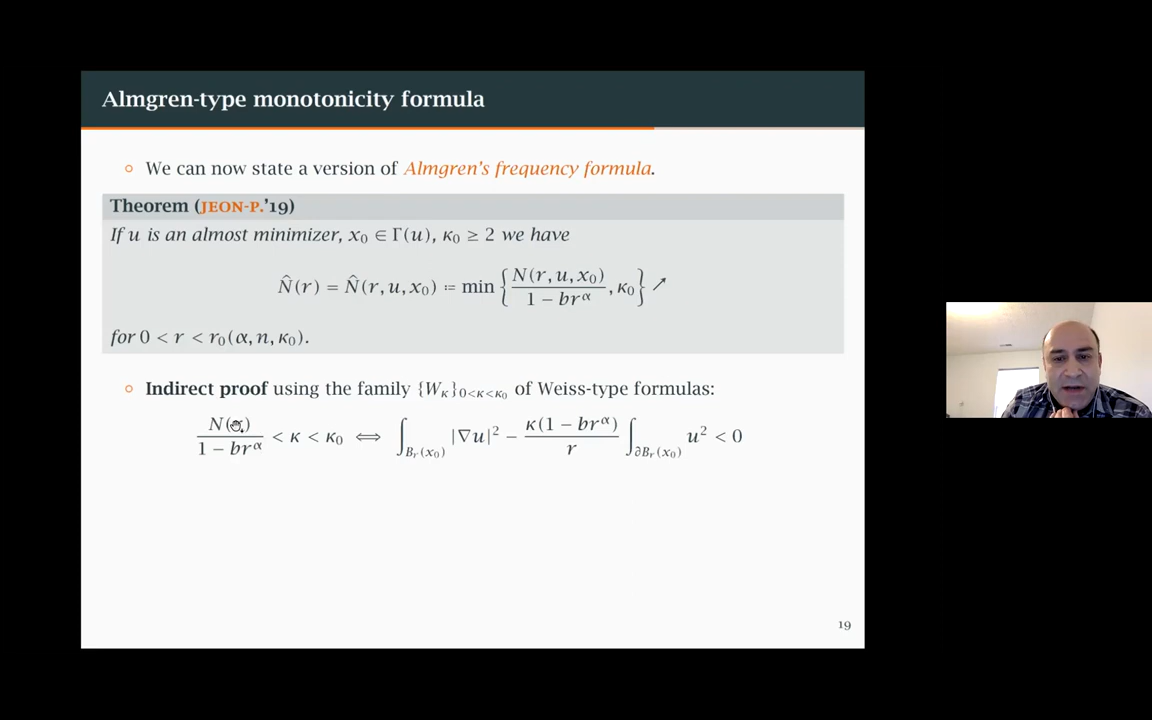 Almgren-type monotonicity formula
∘ We can now state a version of Almgren's frequency formula.
Theorem (JEON-P.'19)
If u is an almost minimizer, x₀ ∈ Γ(u), κ₀ ≥ 2 we have
N̂(r) = N̂(r, u, x₀) := min { N(r, u, x₀) / (1 − br^α), κ₀ } ↗
for 0 < r < r₀(α, n, κ₀).
∘ Indirect proof using the family {W_κ}_{0<κ<κ₀} of Weiss-type formulas:
N( ) / (1 − br^α) < κ < κ₀ ⟺ ∫_{B_r(x₀)} |∇u|² − κ(1 − br^α) / r ∫_{∂B_r(x₀)} u² < 0
19